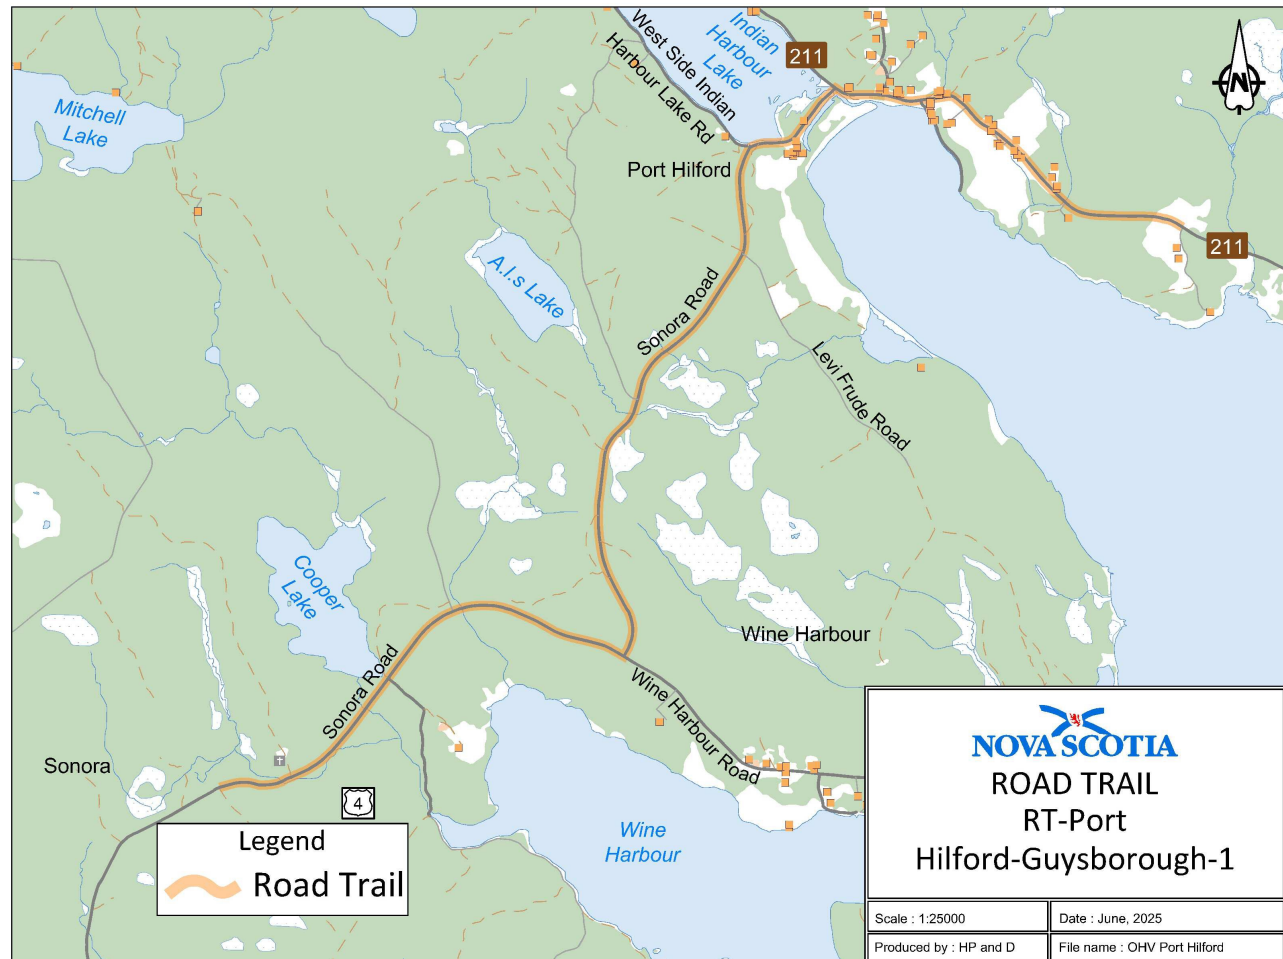 Mitchell
Lake
West Side Indian
Harbour Lake Rd
Indian
Harbour
Lake
211
N
Port Hilford
211
A.I.s Lake
Sonora Road
Levi Frude Road
Cooper
Lake
Wine Harbour
Sonora Road
Wine Harbour Road
Sonora
4
Wine
Harbour
Legend
Road Trail
NOVA SCOTIA
ROAD TRAIL
RT-Port
Hilford-Guysborough-1
Scale : 1:25000
Date : June, 2025
Produced by : HP and D
File name : OHV Port Hilford